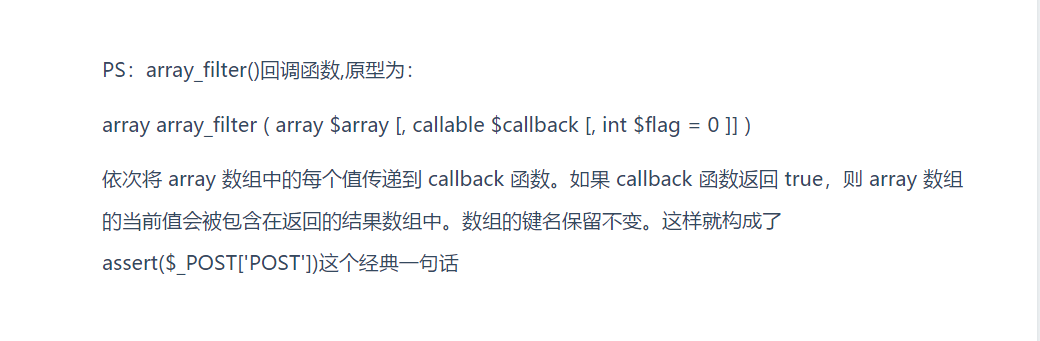 PS：array_filter()回调函数,原型为：
array array_filter ( array $array [, callable $callback [, int $flag = 0 ]] )
依次将 array 数组中的每个值传递到 callback 函数。如果 callback 函数返回 true，则 array 数组
的当前值会被包含在返回的结果数组中。数组的键名保留不变。这样就构成了
assert($_POST['POST'])这个经典一句话